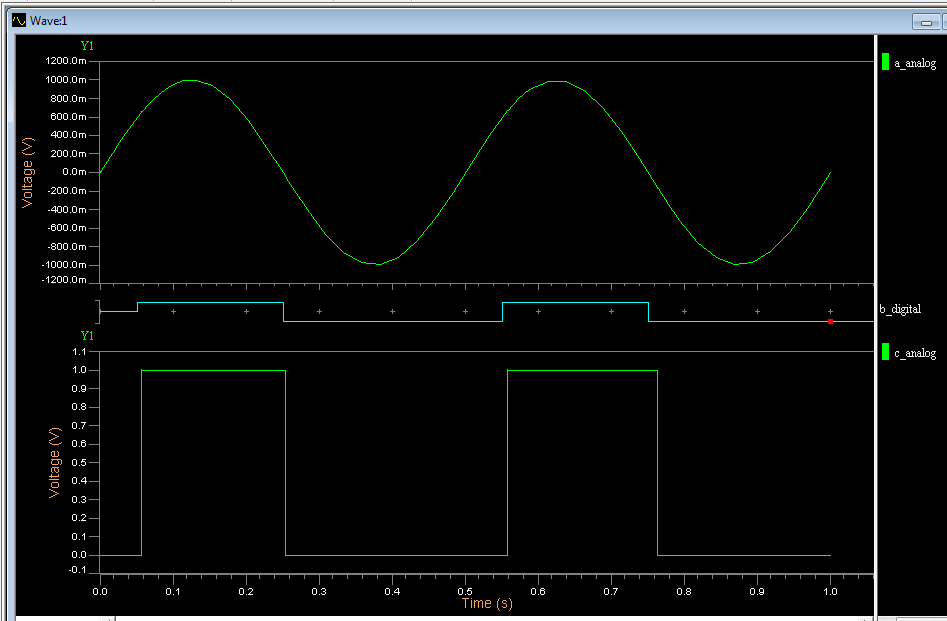 Wave:1
Y1
a_analog
1200.0m
1000.0m
800.0m
600.0m
400.0m
200.0m
0.0m
-200.0m
-400.0m
-600.0m
-800.0m
-1000.0m
-1200.0m
Voltage (V)
b_digital
Y1
c_analog
1.1
1.0
0.9
0.8
0.7
0.6
0.5
0.4
0.3
0.2
0.1
0.0
-0.1
Voltage (V)
0.0 0.1 0.2 0.3 0.4 0.5 0.6 0.7 0.8 0.9 1.0
Time (s)